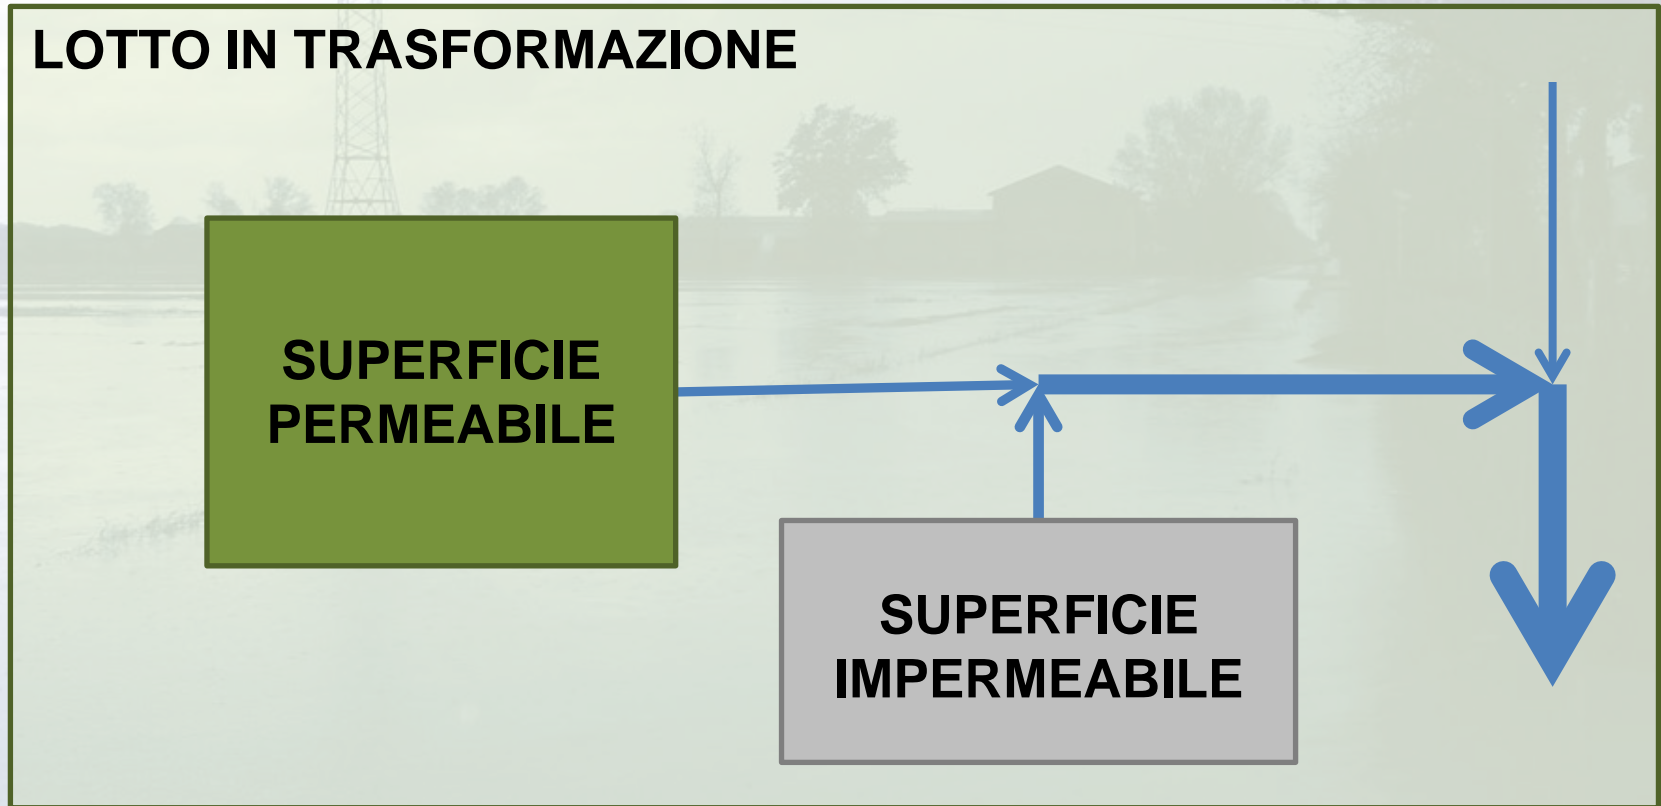 LOTTO IN TRASFORMAZIONE
SUPERFICIE
PERMEABILE
SUPERFICIE
IMPERMEABILE